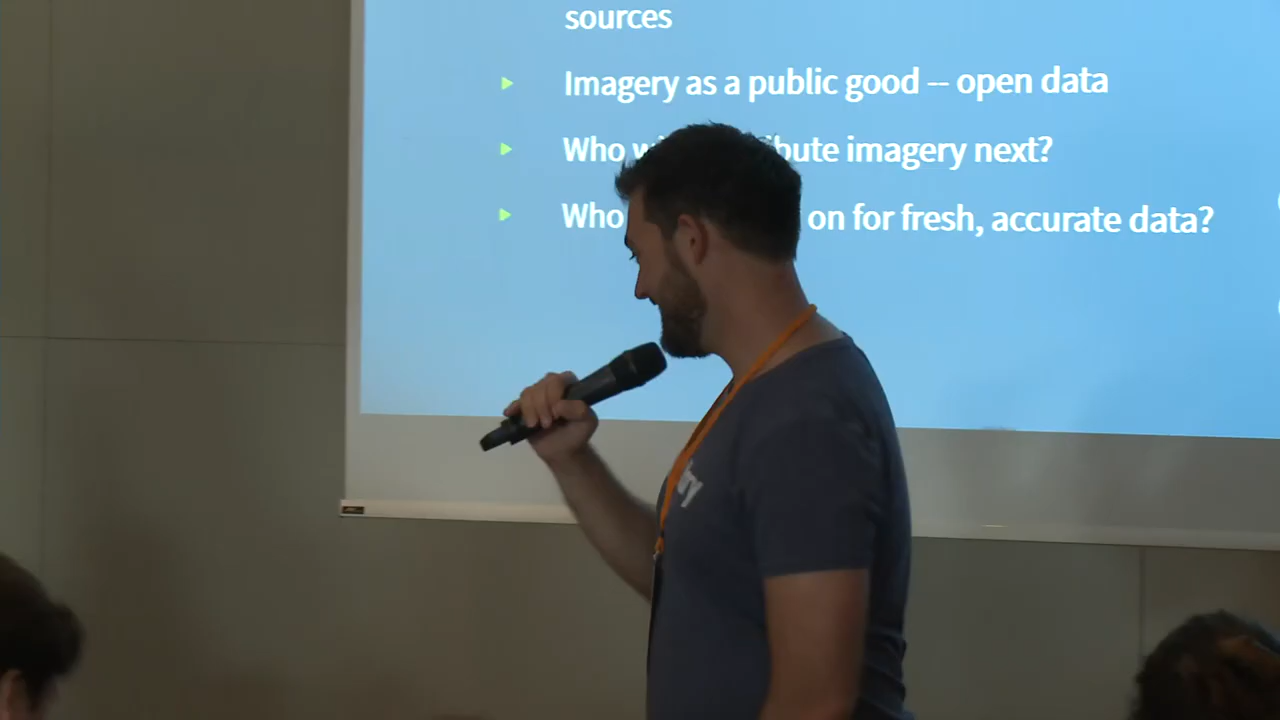 sources
Imagery as a public good -- open data
Who bute imagery next?
Who on for fresh, accurate data?